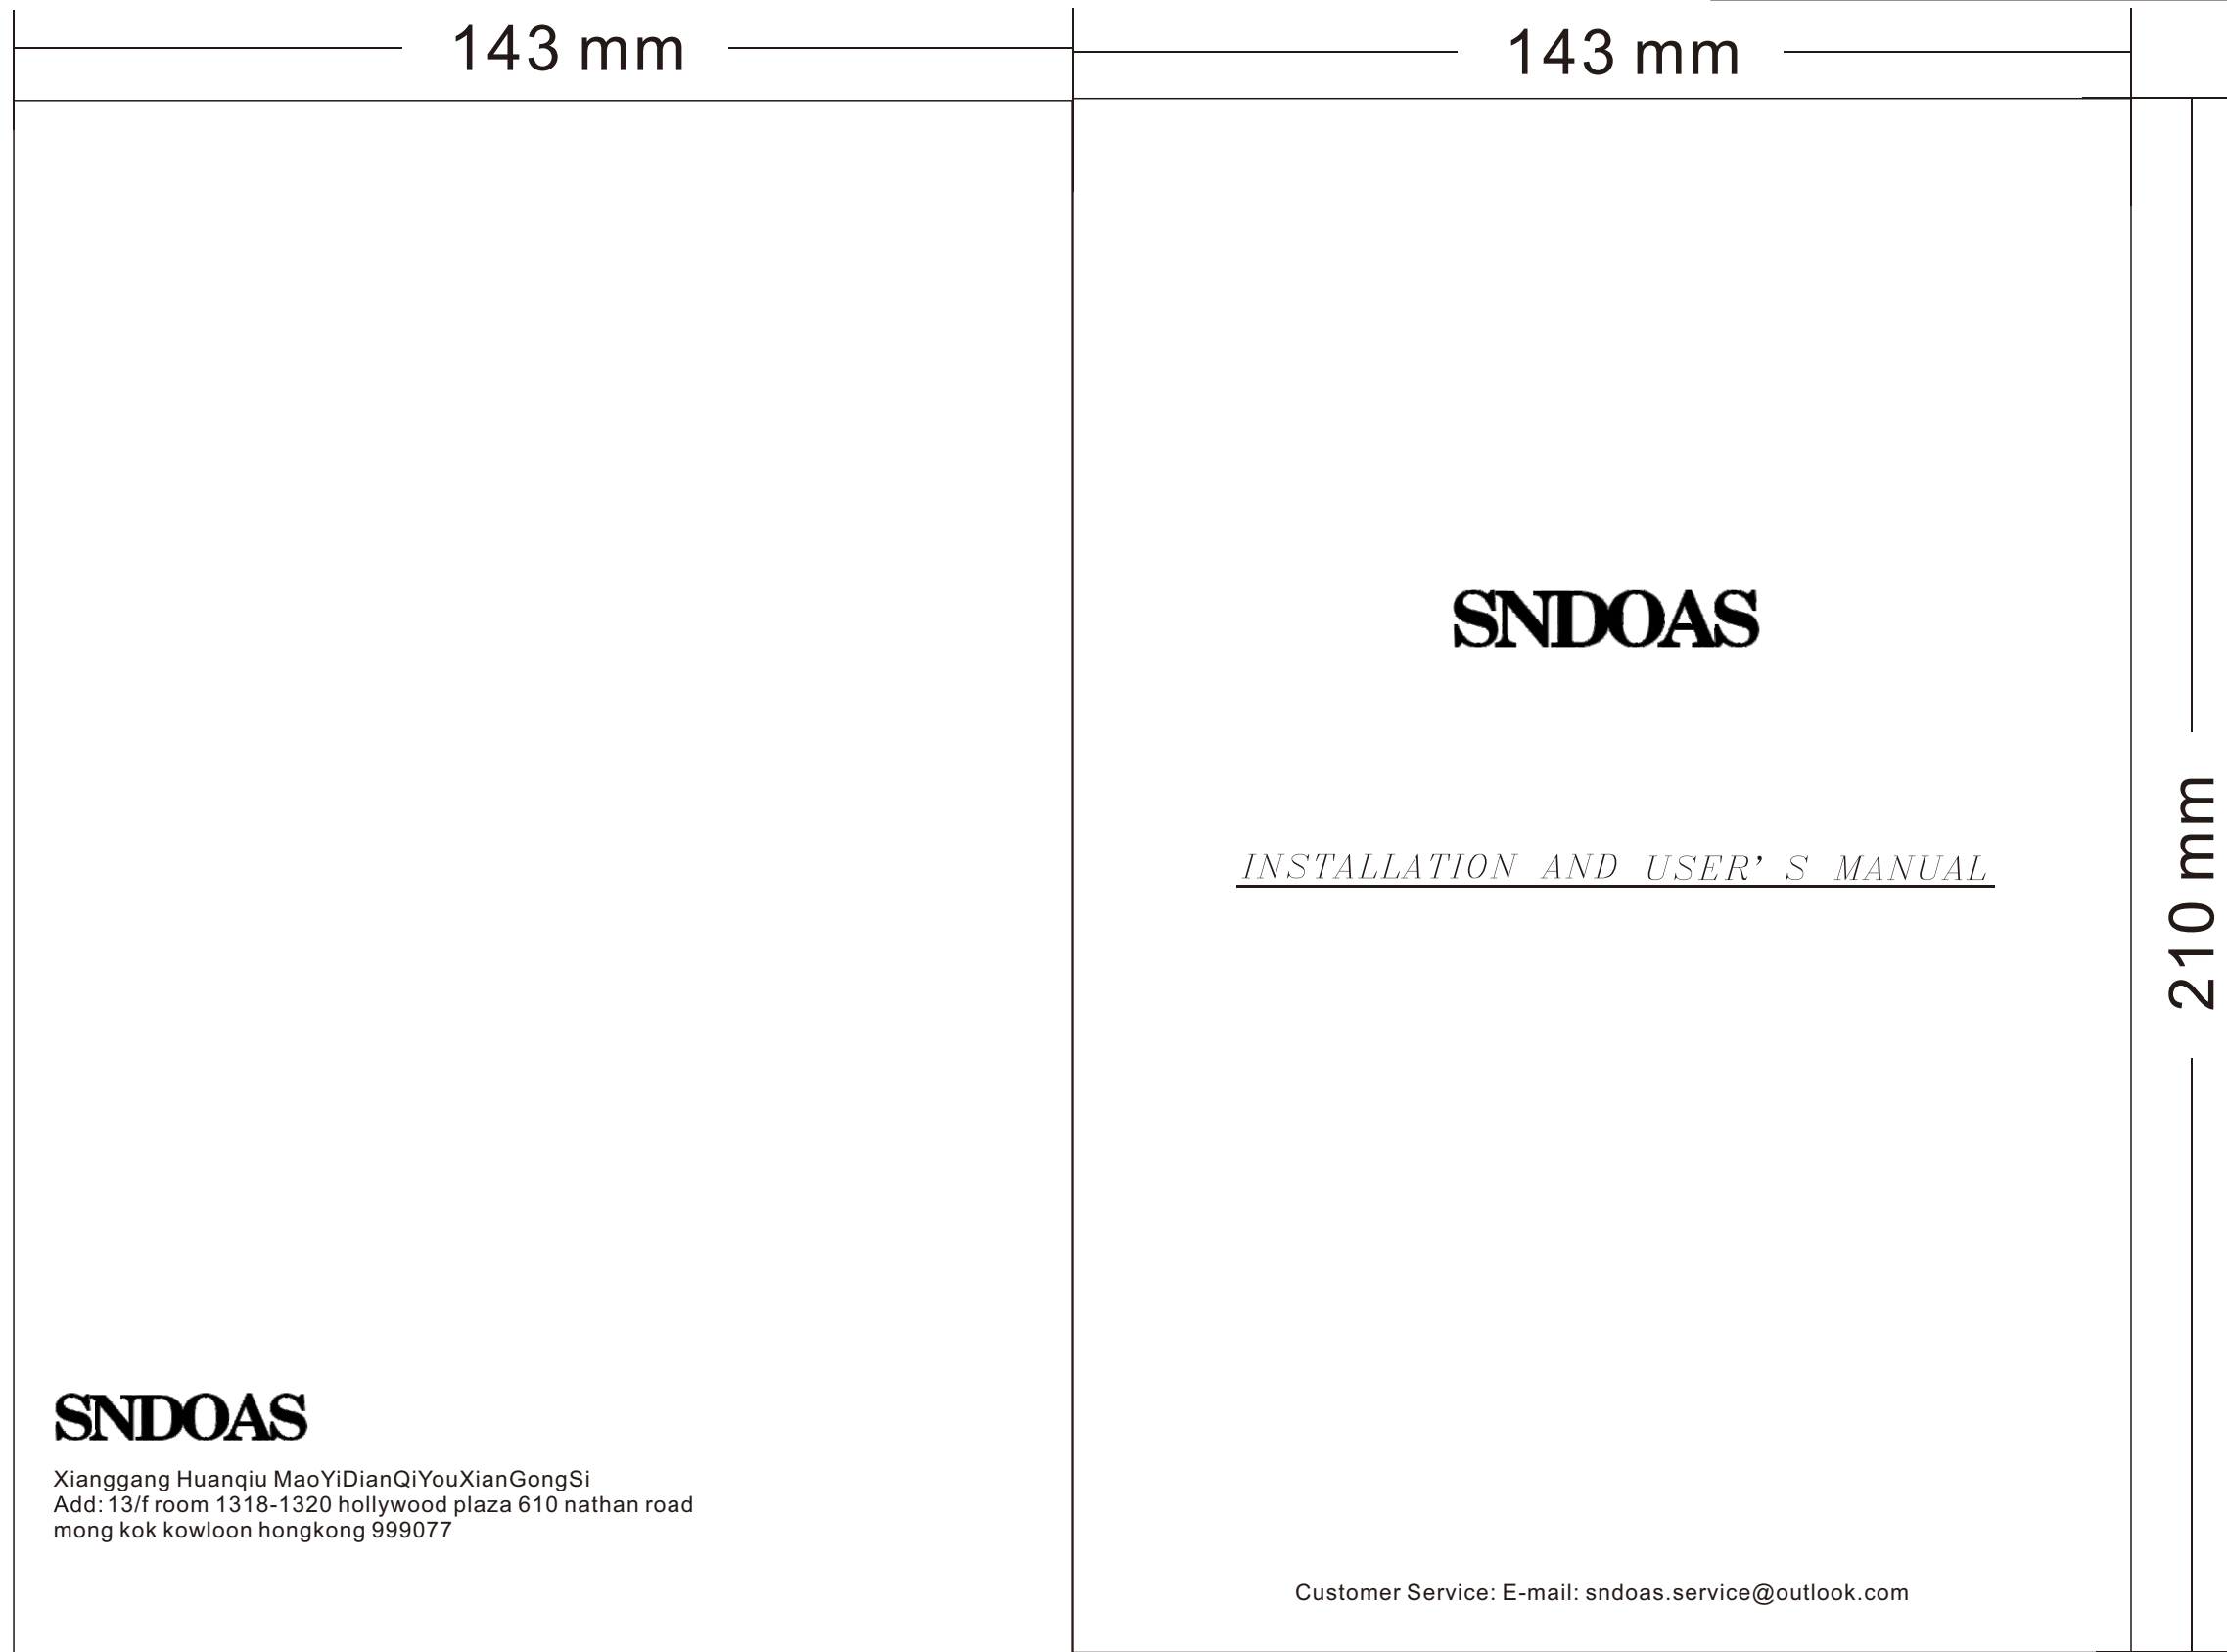 143 mm
143 mm
SNDOAS
INSTALLATION AND USER' S MANUAL
210 mm
SNDOAS
Xianggang Huanqiu MaoYiDianQiYouXianGongSi
Add: 13/f room 1318-1320 hollywood plaza 610 nathan road
mong kok kowloon hongkong 999077
Customer Service: E-mail: sndoas.service@outlook.com